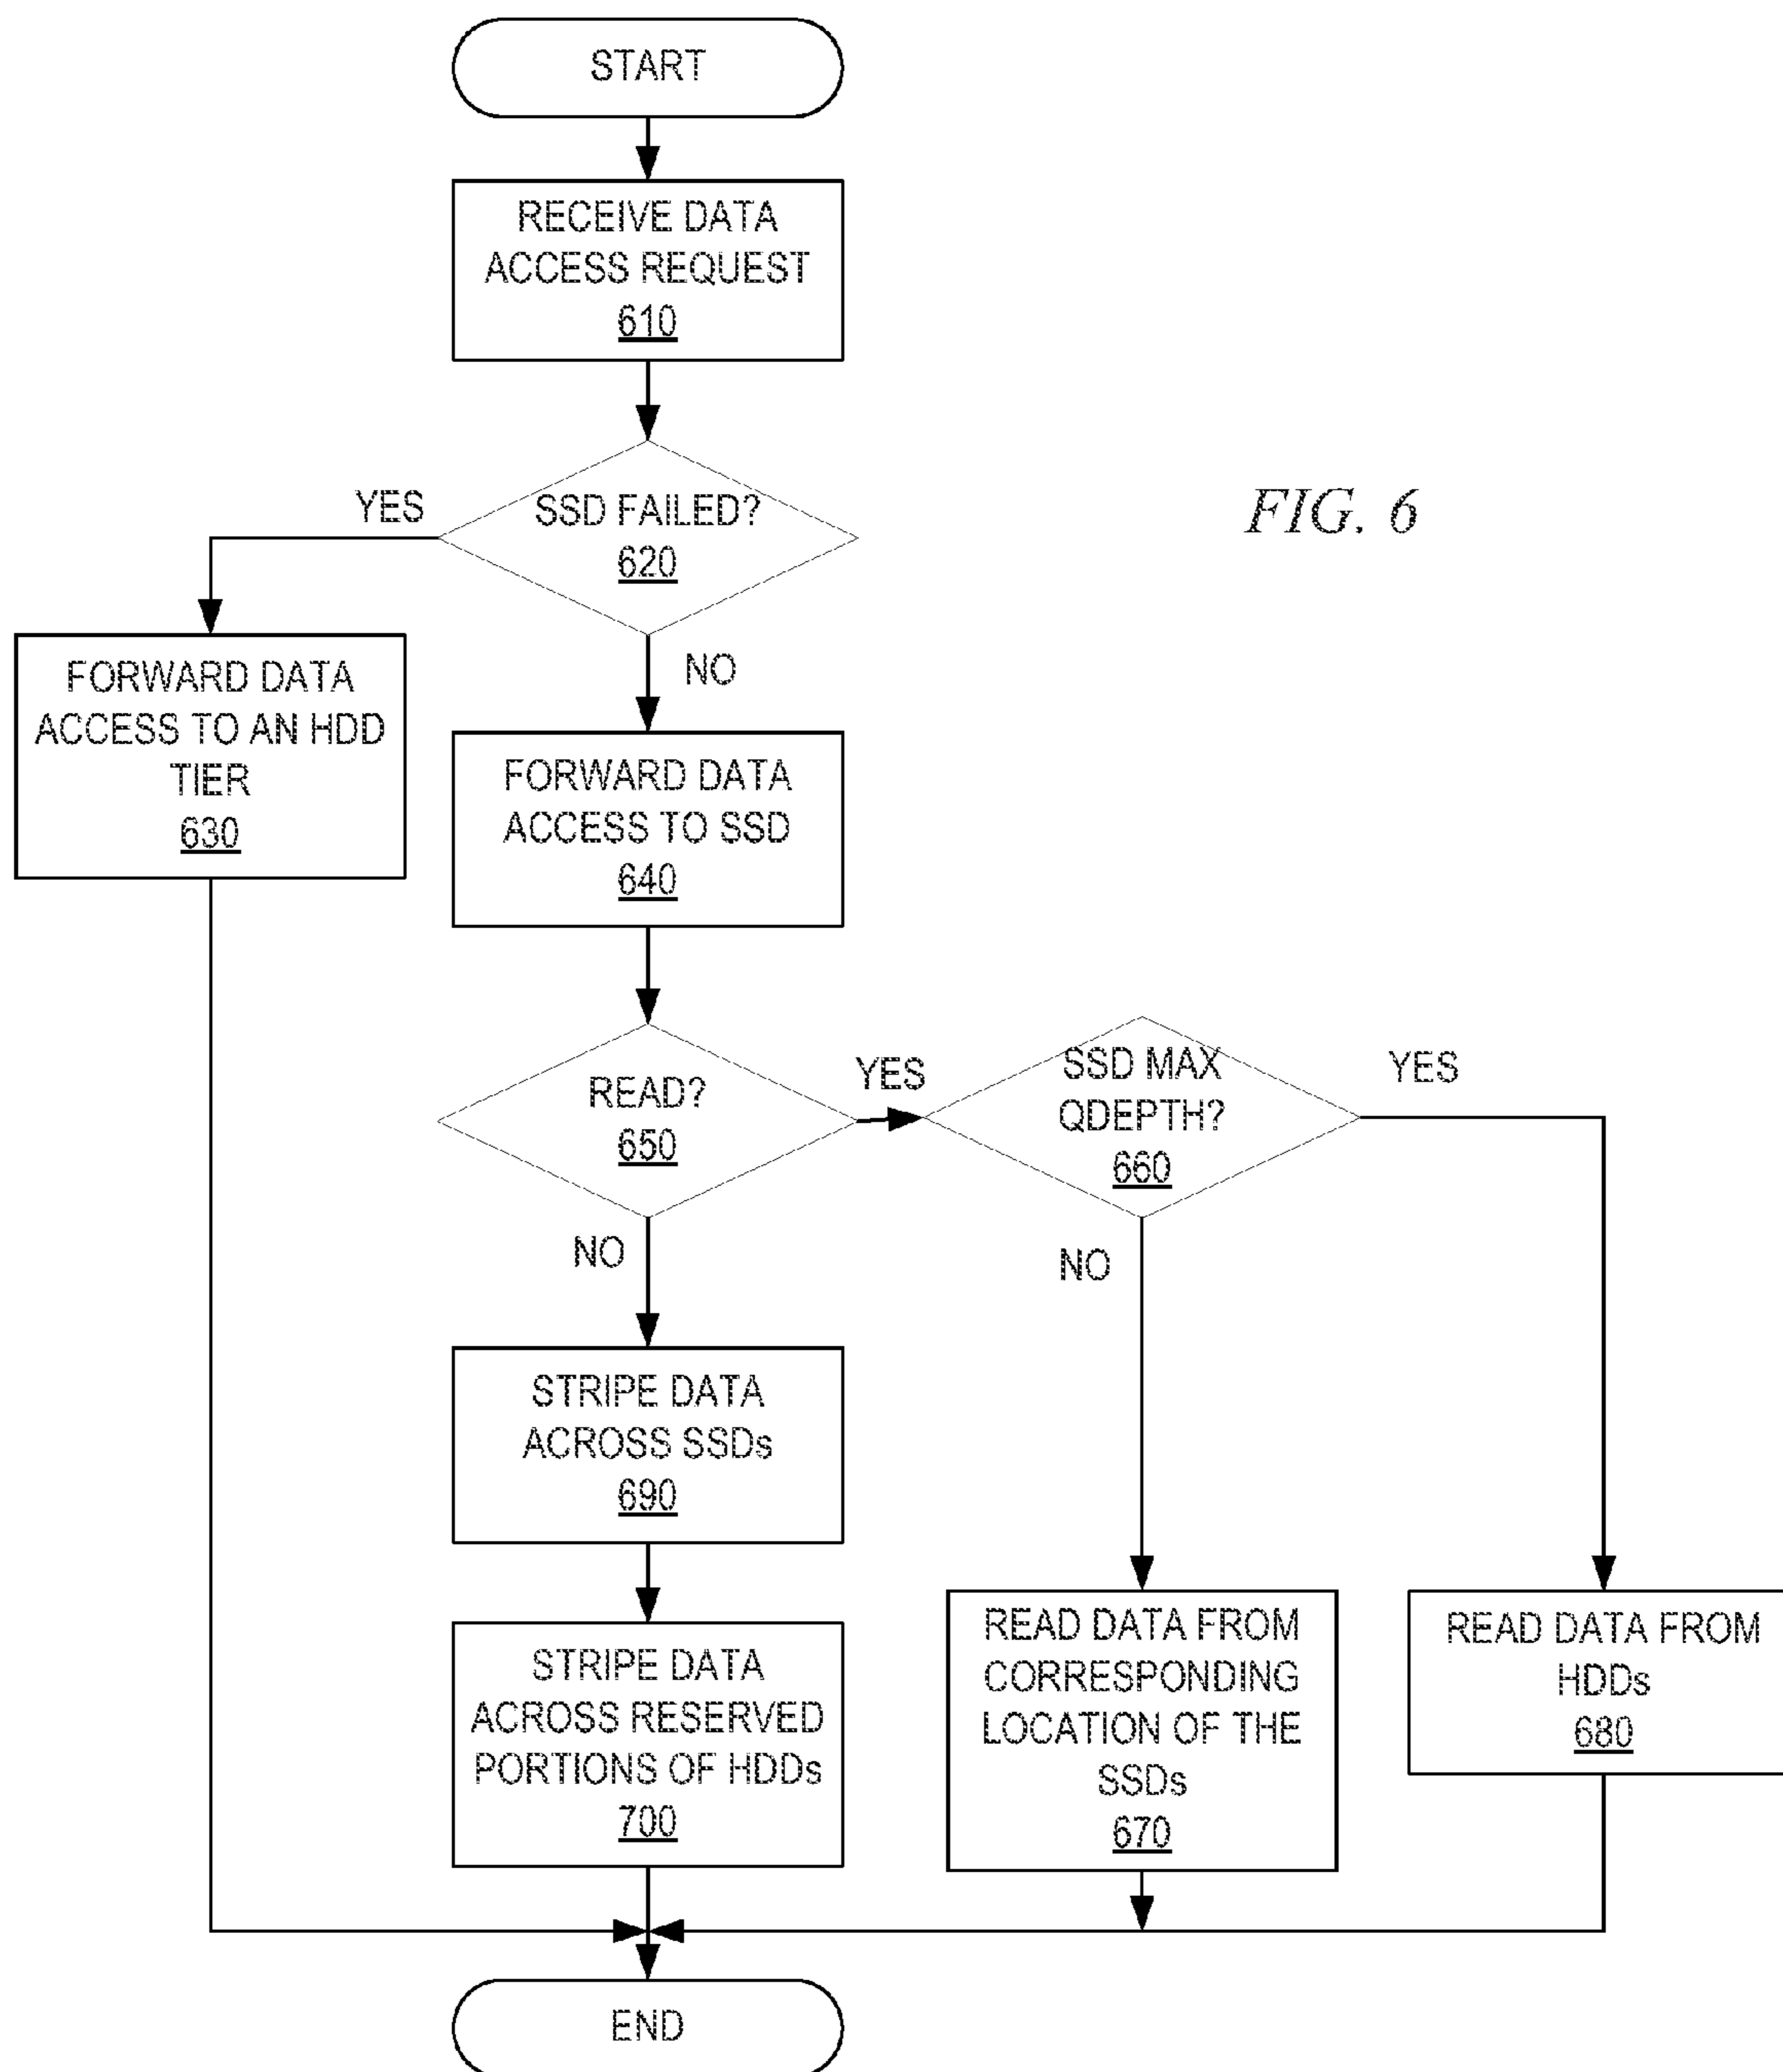 START
RECEIVE DATA
ACCESS REQUEST
610
SSD FAILED?
620
YES
NO
FIG. 6
FORWARD DATA
ACCESS TO AN HDD
TIER
630
FORWARD DATA
ACCESS TO SSD
640
READ?
650
YES
NO
SSD MAX
QDEPTH?
660
YES
NO
STRIPE DATA
ACROSS SSDs
690
STRIPE DATA
ACROSS RESERVED
PORTIONS OF HDDs
700
READ DATA FROM
CORRESPONDING
LOCATION OF THE
SSDs
670
READ DATA FROM
HDDs
680
END